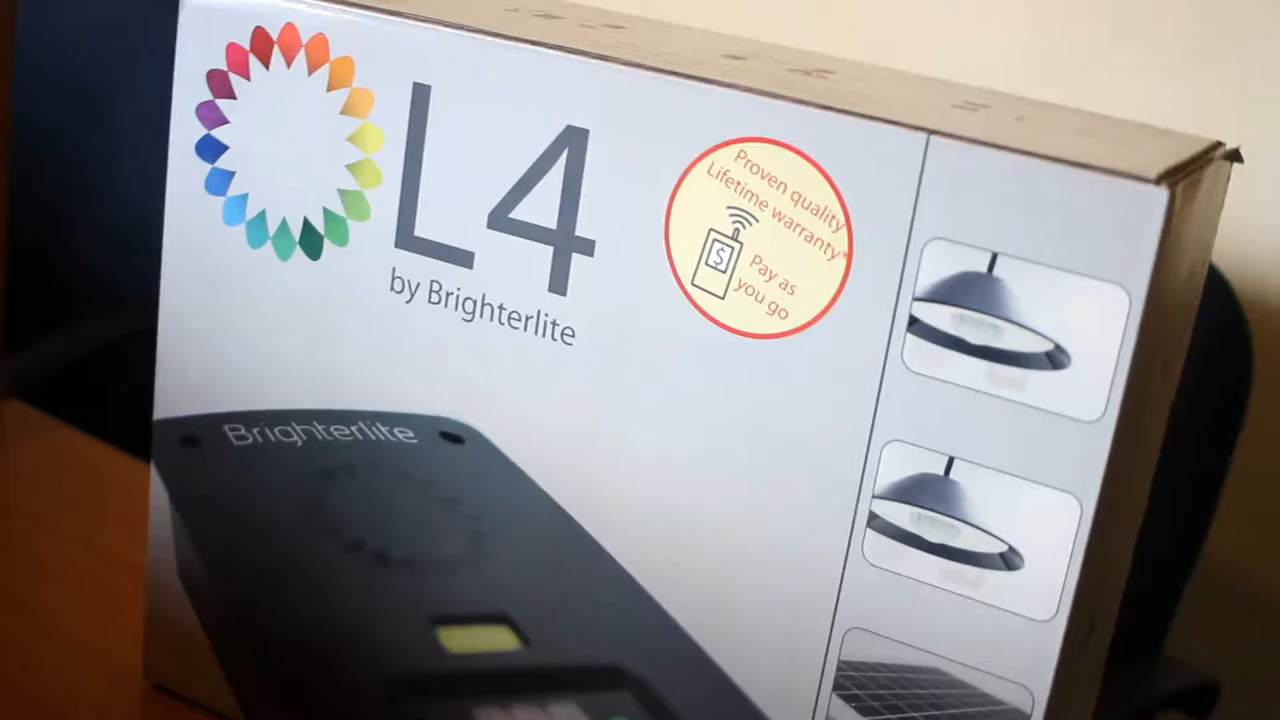 L4
by Brighterlite
Proven quality
Lifetime warranty*
$
Pay as
you go
Brighterlite